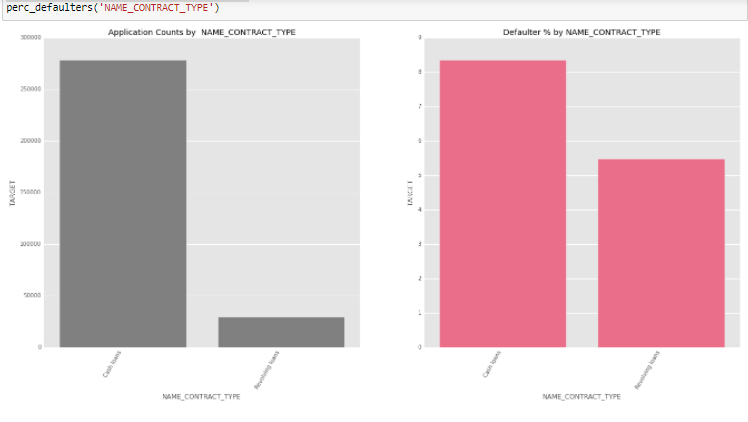 perc_defaulters('NAME_CONTRACT_TYPE')
Application Counts by NAME_CONTRACT_TYPE
300000
250000
200000
150000
100000
50000
0
TARGET
Cash loans
Revolving loans
NAME_CONTRACT_TYPE
Defaulter % by NAME_CONTRACT_TYPE
9
8
7
6
5
4
3
2
1
0
TARGET
Cash loans
Revolving loans
NAME_CONTRACT_TYPE